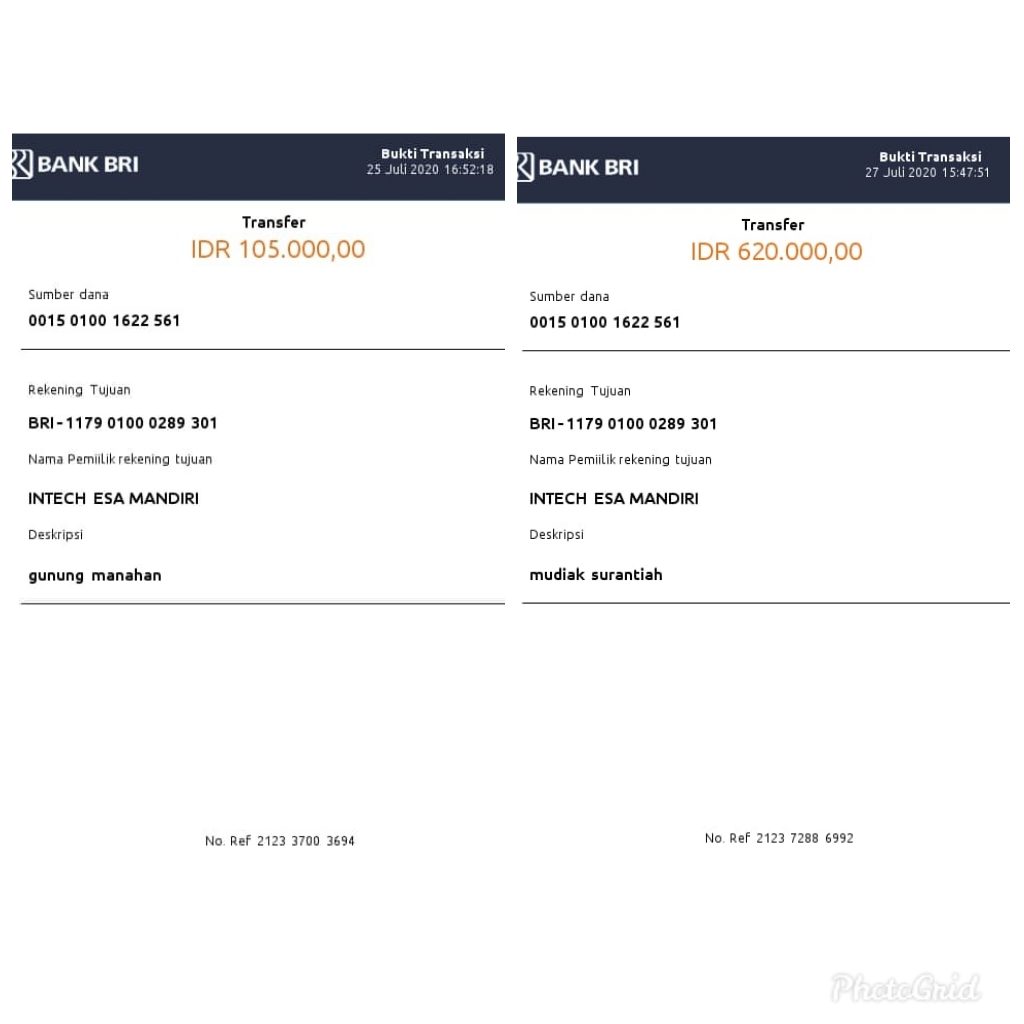 BANK BRI
Bukti Transaksi
25 Juli 2020 16:52:18
Transfer
IDR 105.000,00
Sumber dana
0015 0100 1622 561
Rekening Tujuan
BRI-1179 0100 0289 301
Nama Pemiilik rekening tujuan
INTECH ESA MANDIRI
Deskripsi
gunung manahan
No. Ref 2123 3700 3694
BANK BRI
Bukti Transaksi
27 Juli 2020 15:47:51
Transfer
IDR 620.000,00
Sumber dana
0015 0100 1622 561
Rekening Tujuan
BRI-1179 0100 0289 301
Nama Pemiilik rekening tujuan
INTECH ESA MANDIRI
Deskripsi
mudiak surantiah
No. Ref 2123 7288 6992
PhotoGrid